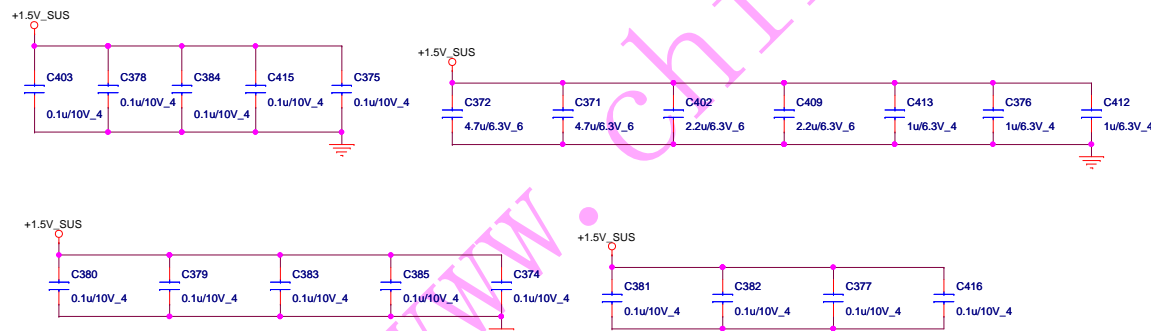 +1.5V_SUS
C403
C378
C384
C415
C375
0.1u/10V_4
0.1u/10V_4
0.1u/10V_4
0.1u/10V_4
0.1u/10V_4
+1.5V_SUS
C372
C371
C402
C409
C413
C376
C412
4.7u/6.3V_6
4.7u/6.3V_6
2.2u/6.3V_6
2.2u/6.3V_6
1u/6.3V_4
1u/6.3V_4
1u/6.3V_4
+1.5V_SUS
C380
C379
C383
C385
C374
0.1u/10V_4
0.1u/10V_4
0.1u/10V_4
0.1u/10V_4
0.1u/10V_4
+1.5V_SUS
C381
C382
C377
C416
0.1u/10V_4
0.1u/10V_4
0.1u/10V_4
0.1u/10V_4
www.chi